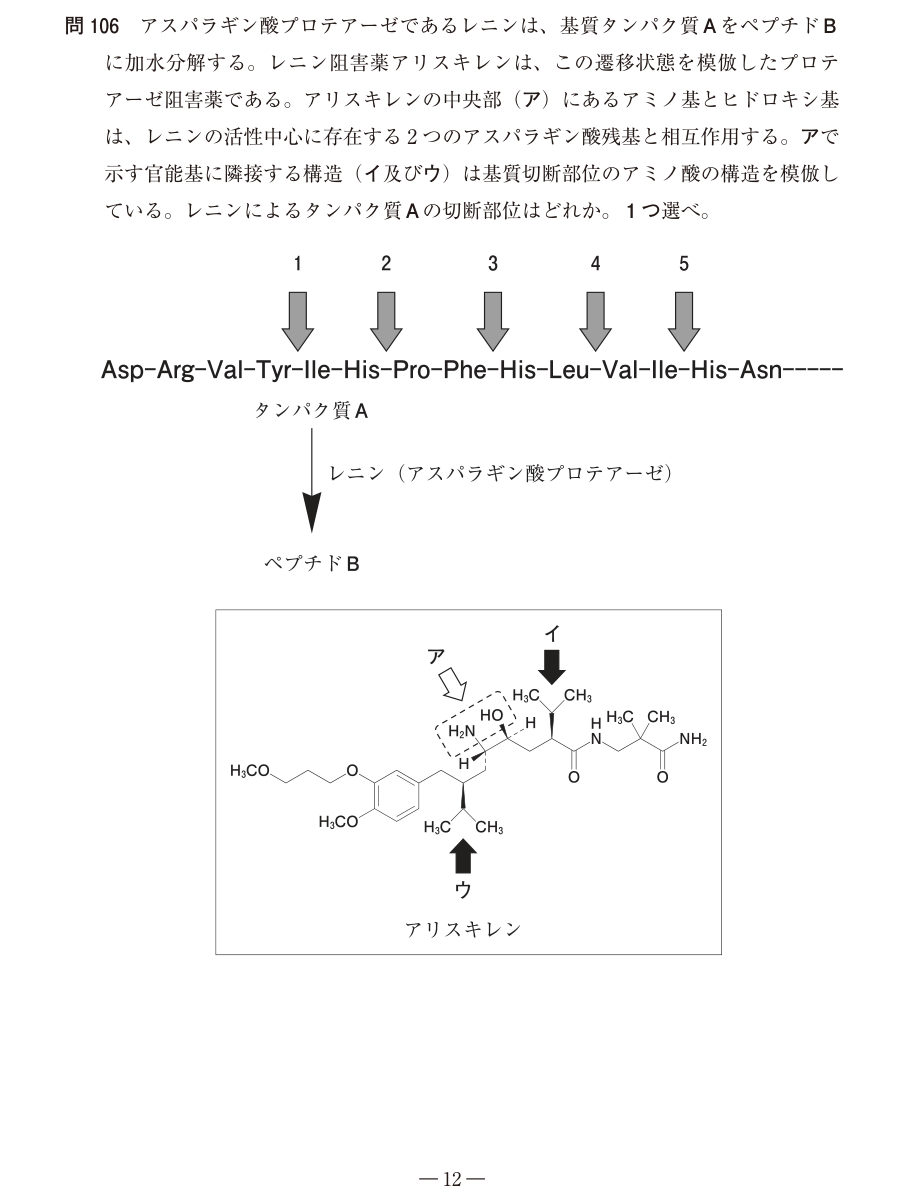 問 106　アスパラギン酸プロテアーゼであるレニンは、基質タンパク質AをペプチドB
に加水分解する。レニン阻害薬アリスキレンは、この遷移状態を模倣したプロテ
アーゼ阻害薬である。アリスキレンの中央部（ア）にあるアミノ基とヒドロキシ基
は、レニンの活性中心に存在する2つのアスパラギン酸残基と相互作用する。アで
示す官能基に隣接する構造（イ及びウ）は基質切断部位のアミノ酸の構造を模倣し
ている。レニンによるタンパク質Aの切断部位はどれか。1つ選べ。
1 2 3 4 5
Asp-Arg-Val-Tyr-Ile-His-Pro-Phe-His-Leu-Val-Ile-His-Asn-----
タンパク質A
レニン（アスパラギン酸プロテアーゼ）
ペプチドB
イ
ア
H₃C CH₃
HO H H H₃C CH₃
H₂N N NH₂
H
H₃CO O O O
H₃CO H₃C CH₃
ウ
アリスキレン
― 12 ―